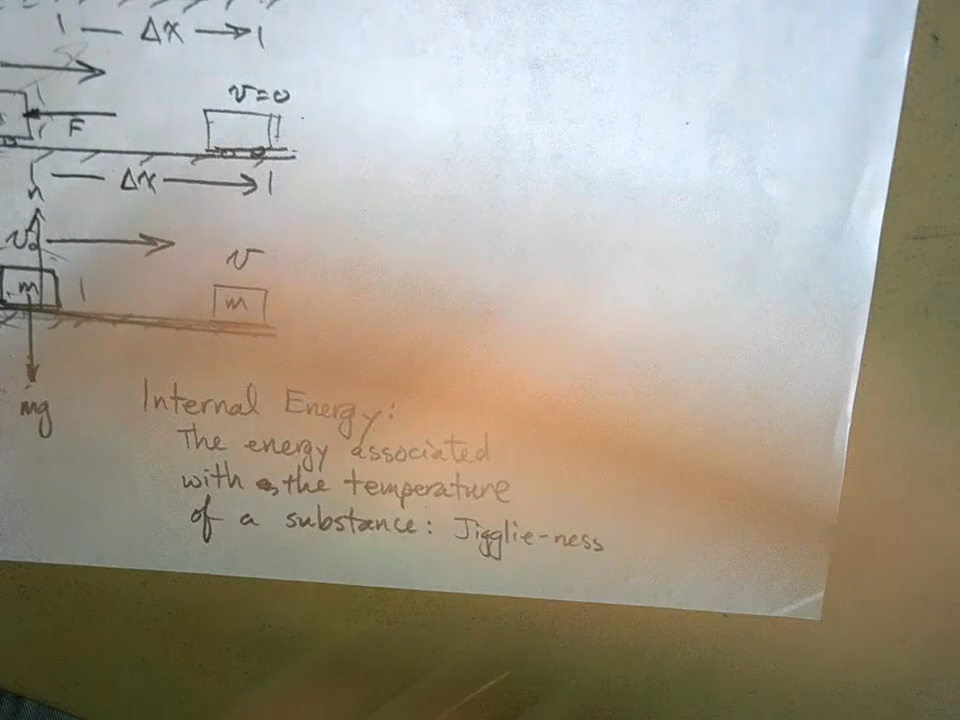 Δx
v=0
F
Δx
n
v₀
v
m
m
mg
Internal Energy:
The energy associated
with the temperature
of a substance: Jigglie-ness